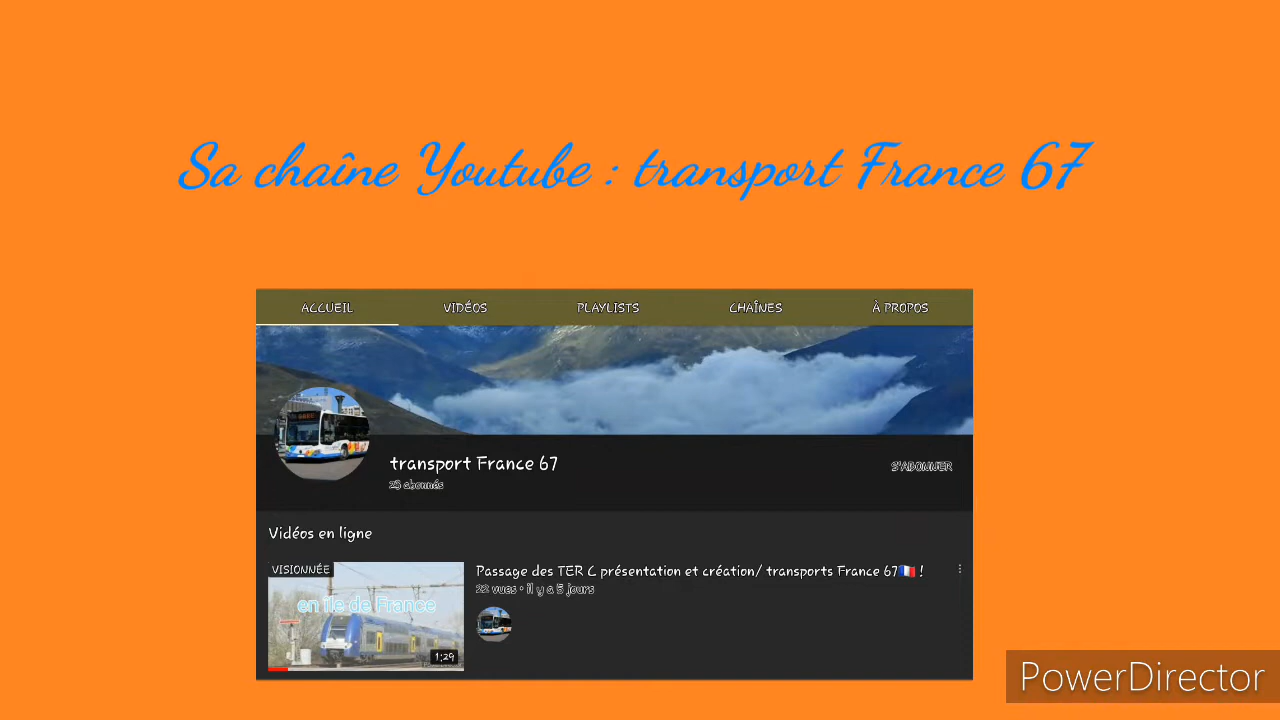 Sa chaîne Youtube : transport France 67
ACCUEIL VIDÉOS PLAYLISTS CHAÎNES À PROPOS
transport France 67
S'ABONNER
23 abonnés
Vidéos en ligne
VISIONNÉE
en île de France
1:29
Passage des TER C présentation et création/ transports France 67🇫🇷 !
22 vues • il y a 5 jours
PowerDirector